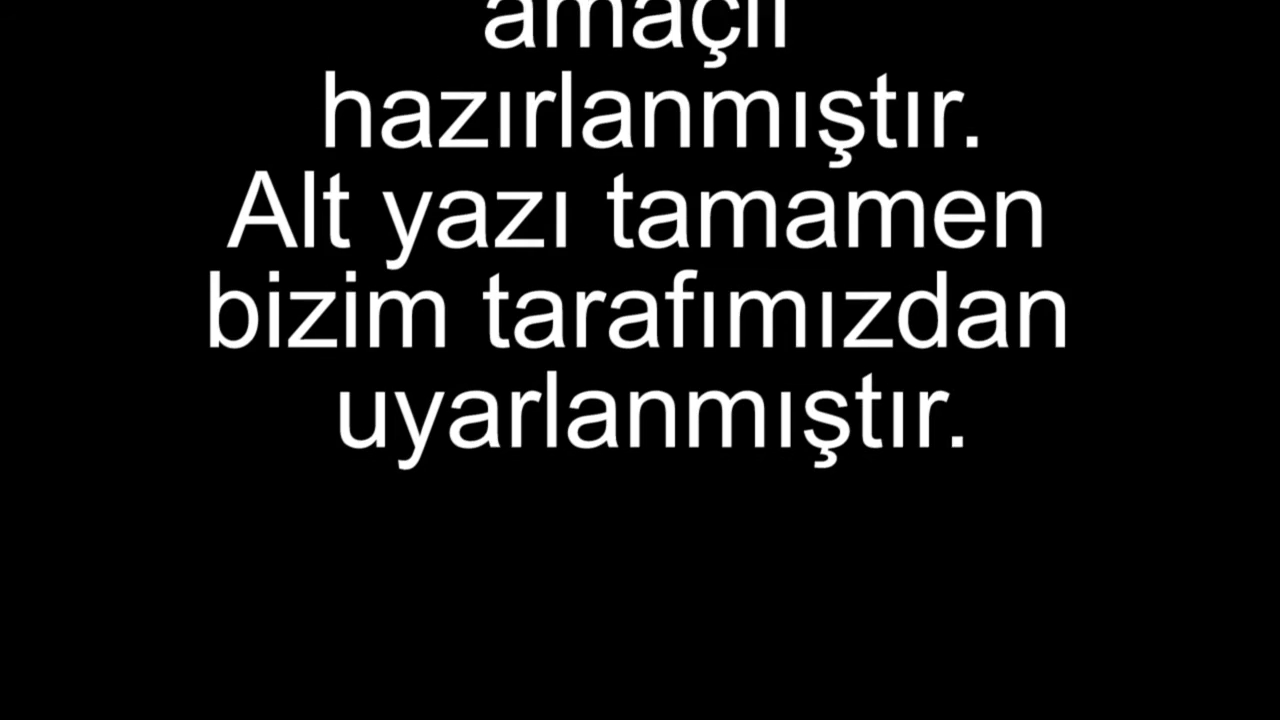 amaçlı
hazırlanmıştır.
Alt yazı tamamen
bizim tarafımızdan
uyarlanmıştır.